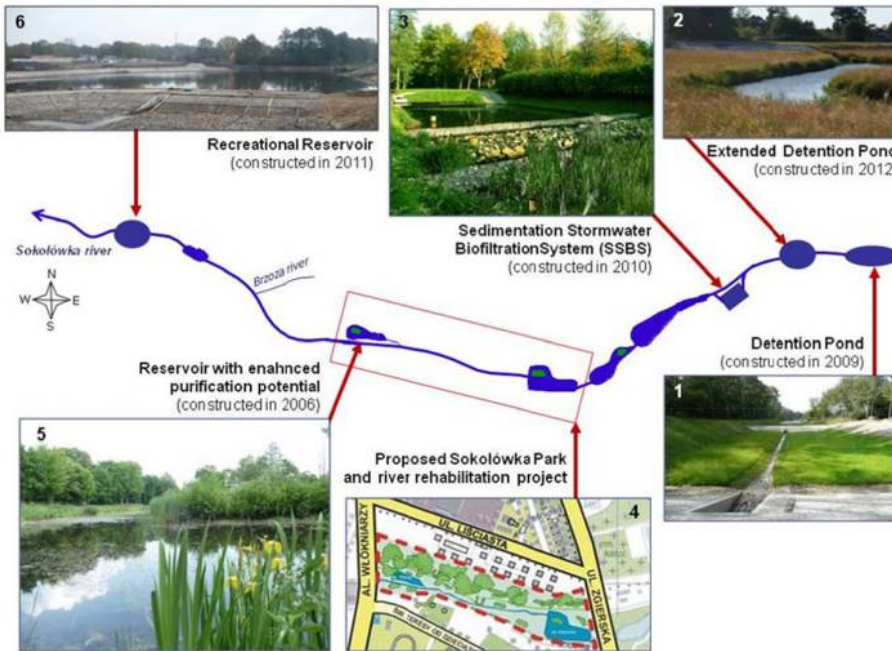 6
Recreational Reservoir
(constructed in 2011)
3
2
Extended Detention Pond
(constructed in 2012)
Sedimentation Stormwater
BiofiltrationSystem (SSBS)
(constructed in 2010)
Sokołówka river
Brzoza river
N
W E
S
Detention Pond
(constructed in 2009)
1
Reservoir with enahnced
purification potential
(constructed in 2006)
5
Proposed Sokołówka Park
and river rehabilitation project
4
UL. LIŚCIASTA
AL. WŁÓKNIARZY
UL. ZGIERSKA